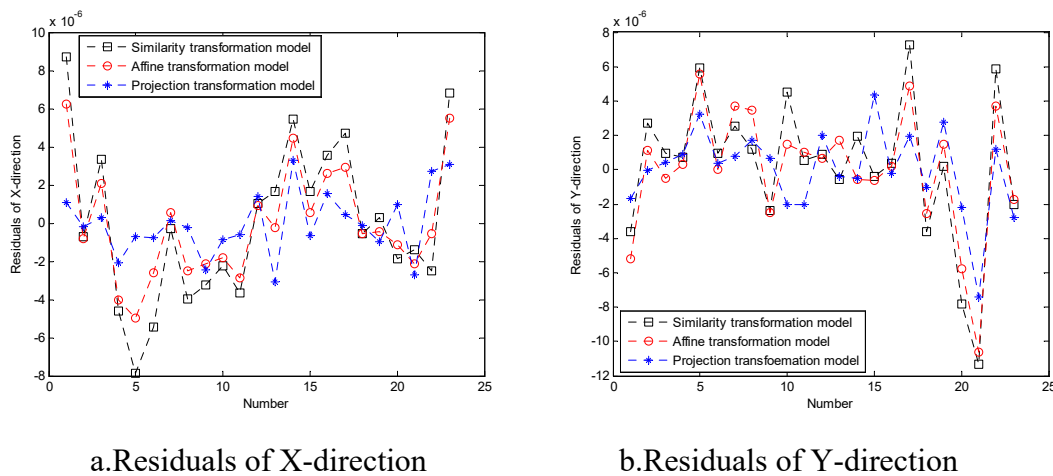 x 10^-6
10
8
6
4
2
0
-2
-4
-6
-8
Residuals of X-direction
Similarity transformation model
Affine transformation model
Projection transformation model
0 5 10 15 20 25
Number
a.Residuals of X-direction
x 10^-6
8
6
4
2
0
-2
-4
-6
-8
-10
-12
Residuals of Y-direction
Similarity transformation model
Affine transformation model
Projection transfoemation model
0 5 10 15 20 25
Number
b.Residuals of Y-direction